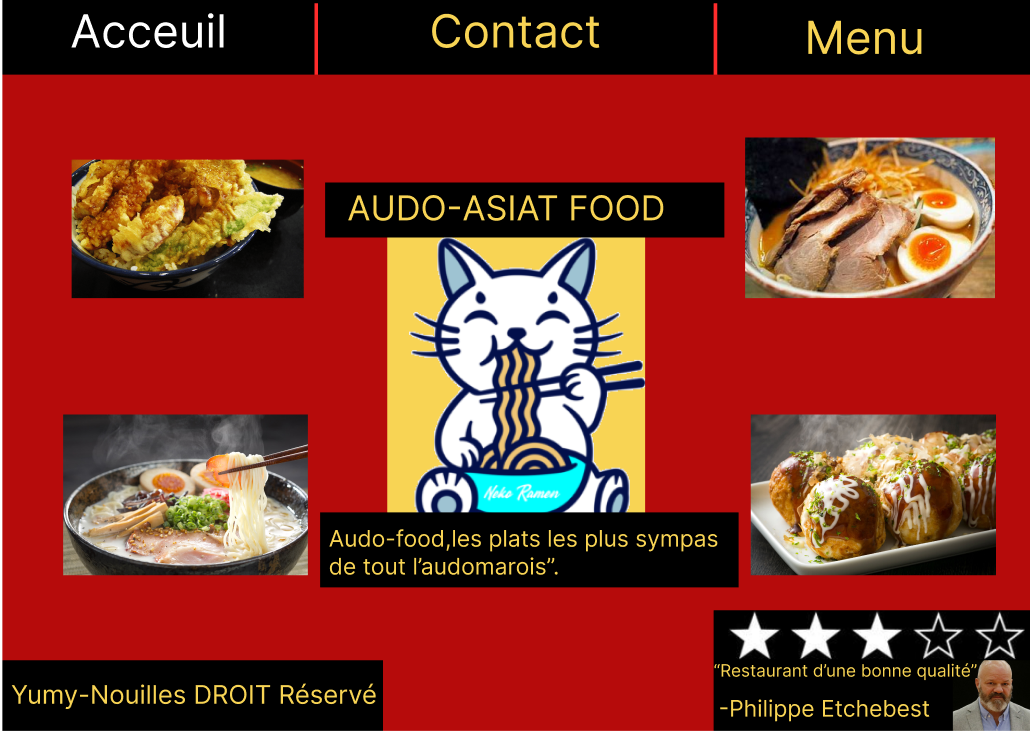 Acceuil
Contact
Menu
AUDO-ASIAT FOOD
Neko Ramen
Audo-food,les plats les plus sympas
de tout l’audomarois”.
“Restaurant d’une bonne qualité”
-Philippe Etchebest
Yumy-Nouilles DROIT Réservé